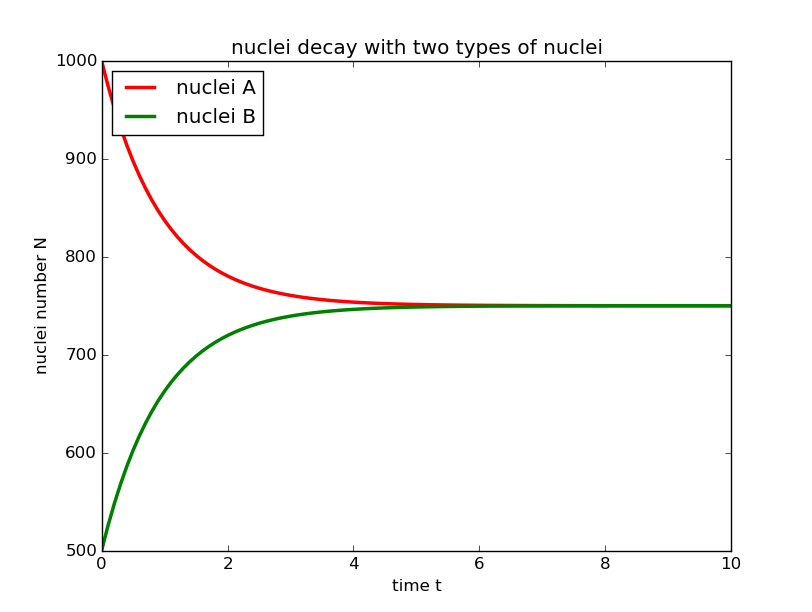 nuclei decay with two types of nuclei
1000
nuclei A
nuclei B
900
800
nuclei number N
700
600
500
0 2 4 6 8 10
time t